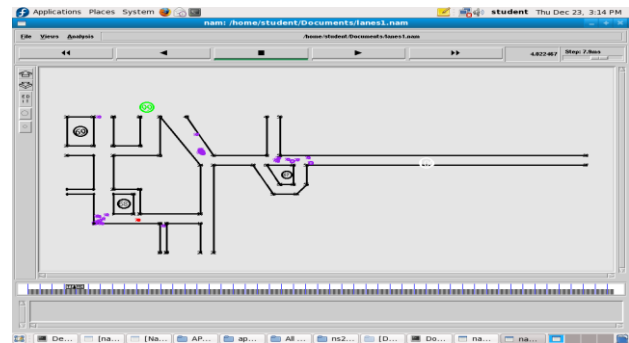 Applications Places System student Thu Dec 23, 3:14 PM
nam: /home/student/Documents/lanes1.nam
File Views Analysis /home/student/Documents/lanes1.nam
4.022467 Step: 7.9ms
De... [na... [Na... AP... ap... All ... ns2... [D... Do... na... na...